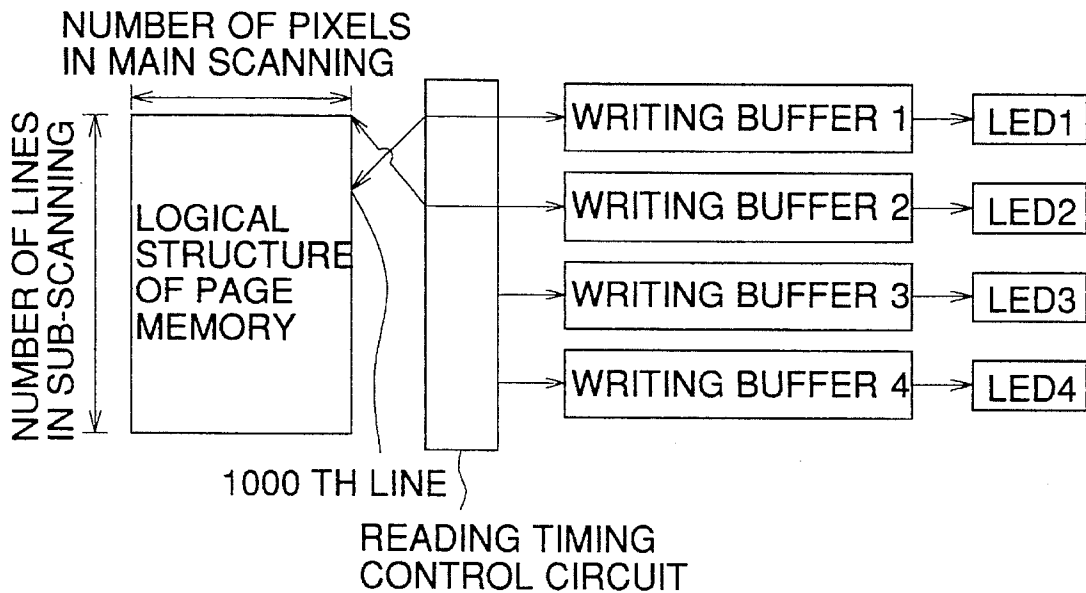 NUMBER OF PIXELS
IN MAIN SCANNING
NUMBER OF LINES
IN SUB-SCANNING
LOGICAL
STRUCTURE
OF PAGE
MEMORY
WRITING BUFFER 1
LED1
WRITING BUFFER 2
LED2
WRITING BUFFER 3
LED3
WRITING BUFFER 4
LED4
1000 TH LINE
READING TIMING
CONTROL CIRCUIT